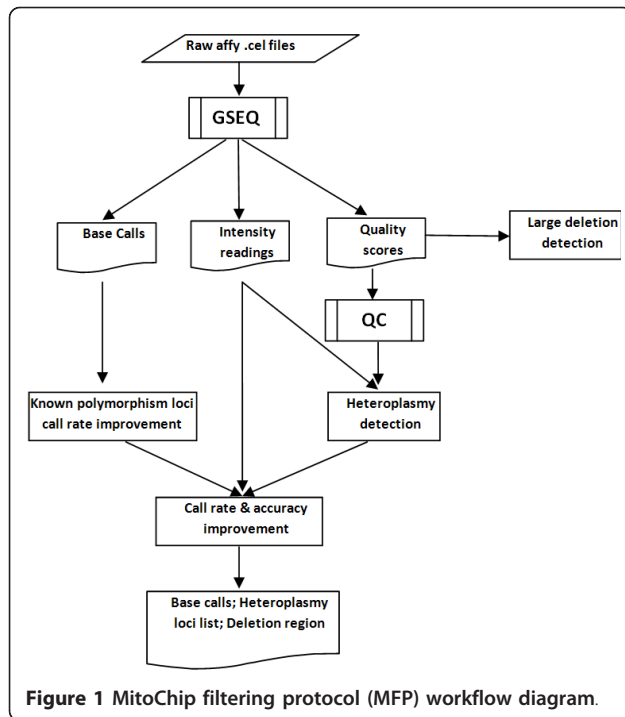 Raw affy .cel files
GSEQ
Base Calls
Intensity
readings
Quality
scores
Large deletion
detection
QC
Known polymorphism loci
call rate improvement
Heteroplasmy
detection
Call rate & accuracy
improvement
Base calls; Heteroplasmy
loci list; Deletion region
Figure 1 MitoChip filtering protocol (MFP) workflow diagram.